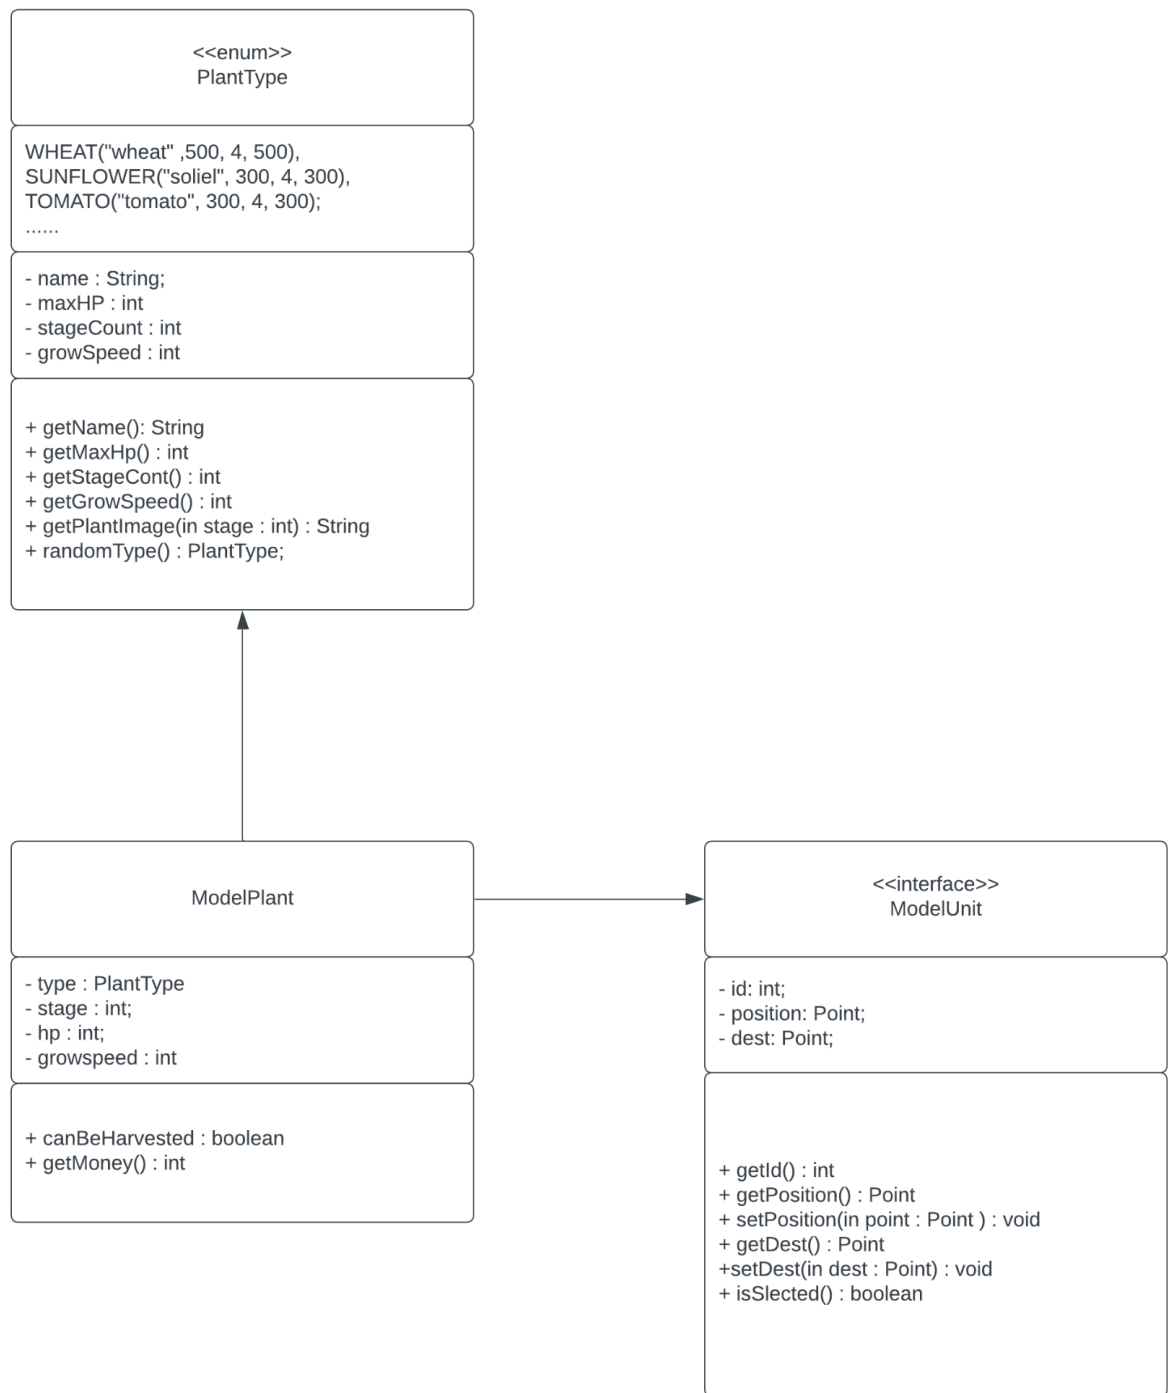 <<enum>>
PlantType
WHEAT("wheat" ,500, 4, 500),
SUNFLOWER("soliel", 300, 4, 300),
TOMATO("tomato", 300, 4, 300);
......
- name : String;
- maxHP : int
- stageCount : int
- growSpeed : int
+ getName(): String
+ getMaxHp() : int
+ getStageCont() : int
+ getGrowSpeed() : int
+ getPlantImage(in stage : int) : String
+ randomType() : PlantType;
ModelPlant
- type : PlantType
- stage : int;
- hp : int;
- growspeed : int
+ canBeHarvested : boolean
+ getMoney() : int
<<interface>>
ModelUnit
- id: int;
- position: Point;
- dest: Point;
+ getId() : int
+ getPosition() : Point
+ setPosition(in point : Point ) : void
+ getDest() : Point
+setDest(in dest : Point) : void
+ isSlected() : boolean